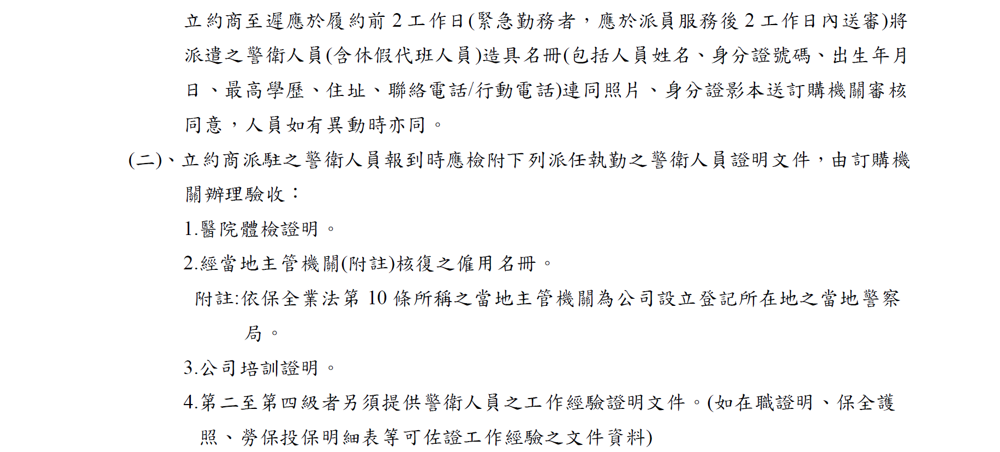 立約商至遲應於履約前 2 工作日(緊急勤務者，應於派員服務後 2 工作日內送審)將
派遣之警衛人員(含休假代班人員)造具名冊(包括人員姓名、身分證號碼、出生年月
日、最高學歷、住址、聯絡電話/行動電話)連同照片、身分證影本送訂購機關審核
同意，人員如有異動時亦同。
(二)、立約商派駐之警衛人員報到時應檢附下列派任執勤之警衛人員證明文件，由訂購機
關辦理驗收：
1.醫院體檢證明。
2.經當地主管機關(附註)核復之僱用名冊。
附註:依保全業法第 10 條所稱之當地主管機關為公司設立登記所在地之當地警察
局。
3.公司培訓證明。
4.第二至第四級者另須提供警衛人員之工作經驗證明文件。(如在職證明、保全護
照、勞保投保明細表等可佐證工作經驗之文件資料)